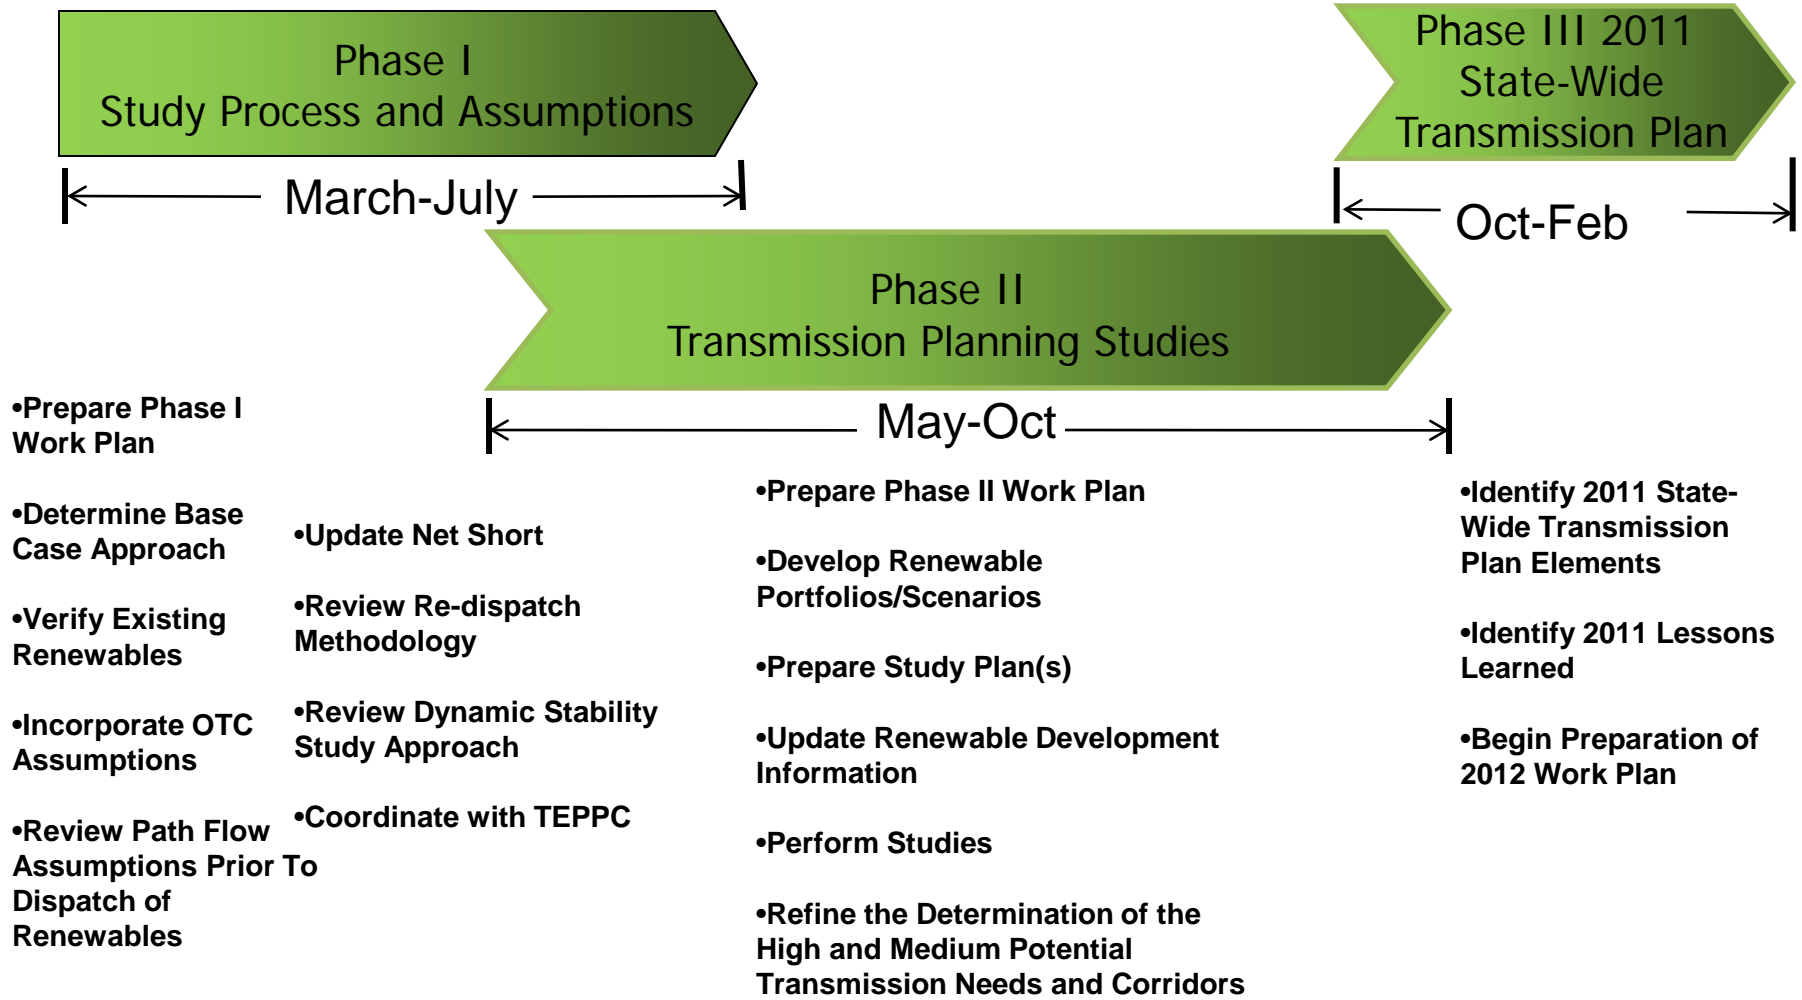 Phase I
Study Process and Assumptions
March-July
Phase III 2011
State-Wide
Transmission Plan
Oct-Feb
Phase II
Transmission Planning Studies
May-Oct
•Prepare Phase I
Work Plan
•Determine Base
Case Approach
•Verify Existing
Renewables
•Incorporate OTC
Assumptions
•Review Path Flow
Assumptions Prior To
Dispatch of
Renewables
•Update Net Short
•Review Re-dispatch
Methodology
•Review Dynamic Stability
Study Approach
•Coordinate with TEPPC
•Prepare Phase II Work Plan
•Develop Renewable
Portfolios/Scenarios
•Prepare Study Plan(s)
•Update Renewable Development
Information
•Perform Studies
•Refine the Determination of the
High and Medium Potential
Transmission Needs and Corridors
•Identify 2011 State-
Wide Transmission
Plan Elements
•Identify 2011 Lessons
Learned
•Begin Preparation of
2012 Work Plan